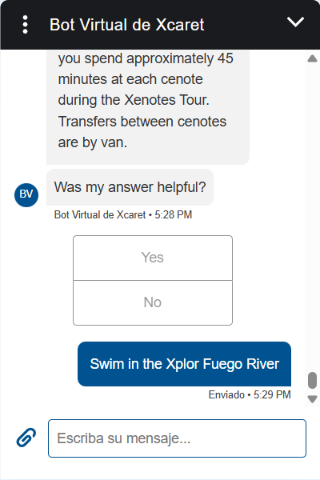 Bot Virtual de Xcaret
you spend approximately 45
minutes at each cenote
during the Xenotes Tour.
Transfers between cenotes
are by van.
BV
Was my answer helpful?
Bot Virtual de Xcaret • 5:28 PM
Yes
No
Swim in the Xplor Fuego River
Enviado • 5:29 PM
Escriba su mensaje...